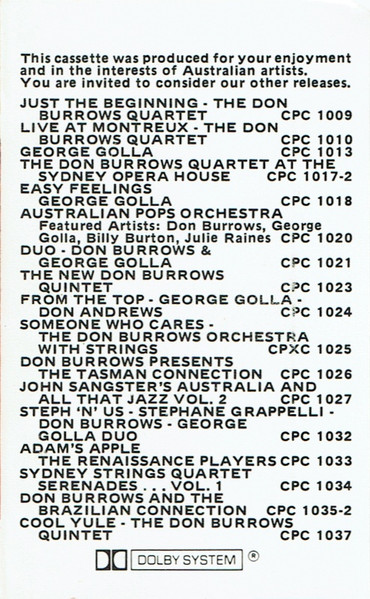 This cassette was produced for your enjoyment
and in the interests of Australian artists.
You are invited to consider our other releases.
JUST THE BEGINNING - THE DON
BURROWS QUARTET CPC 1009
LIVE AT MONTREUX - THE DON
BURROWS QUARTET CPC 1010
GEORGE GOLLA CPC 1013
THE DON BURROWS QUARTET AT THE
SYDNEY OPERA HOUSE CPC 1017-2
EASY FEELINGS
GEORGE GOLLA CPC 1018
AUSTRALIAN POPS ORCHESTRA
Featured Artists: Don Burrows, George
Golla, Billy Burton, Julie Raines CPC 1020
DUO - DON BURROWS &
GEORGE GOLLA CPC 1021
THE NEW DON BURROWS
QUINTET CPC 1023
FROM THE TOP - GEORGE GOLLA -
DON ANDREWS CPC 1024
SOMEONE WHO CARES -
THE DON BURROWS ORCHESTRA
WITH STRINGS CPXC 1025
DON BURROWS PRESENTS
THE TASMAN CONNECTION CPC 1026
JOHN SANGSTER'S AUSTRALIA AND
ALL THAT JAZZ VOL. 2 CPC 1027
STEPH 'N' US - STEPHANE GRAPPELLI -
DON BURROWS - GEORGE
GOLLA DUO CPC 1032
ADAM'S APPLE
THE RENAISSANCE PLAYERS CPC 1033
SYDNEY STRINGS QUARTET
SERENADES . . . VOL. 1 CPC 1034
DON BURROWS AND THE
BRAZILIAN CONNECTION CPC 1035-2
COOL YULE - THE DON BURROWS
QUINTET CPC 1037
DOLBY SYSTEM ®